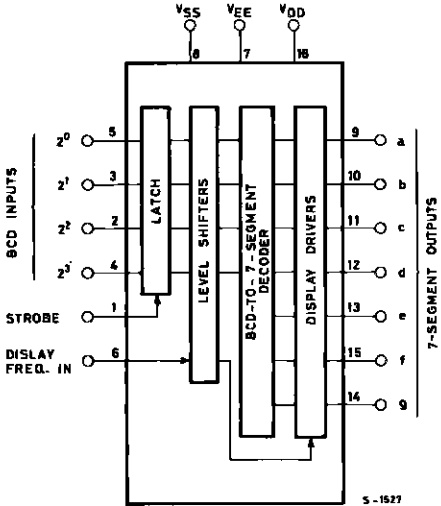 VSS VEE VDD
8 7 16
BCD INPUTS
2⁰ 5
2¹ 3
2² 2
2³ 4
STROBE 1
DISLAY
FREQ. IN 6
LATCH
LEVEL SHIFTERS
BCD-TO-7-SEGMENT
DECODER
DISPLAY DRIVERS
9 a
10 b
11 c
12 d
13 e
15 f
14 g
7-SEGMENT OUTPUTS
S-1527